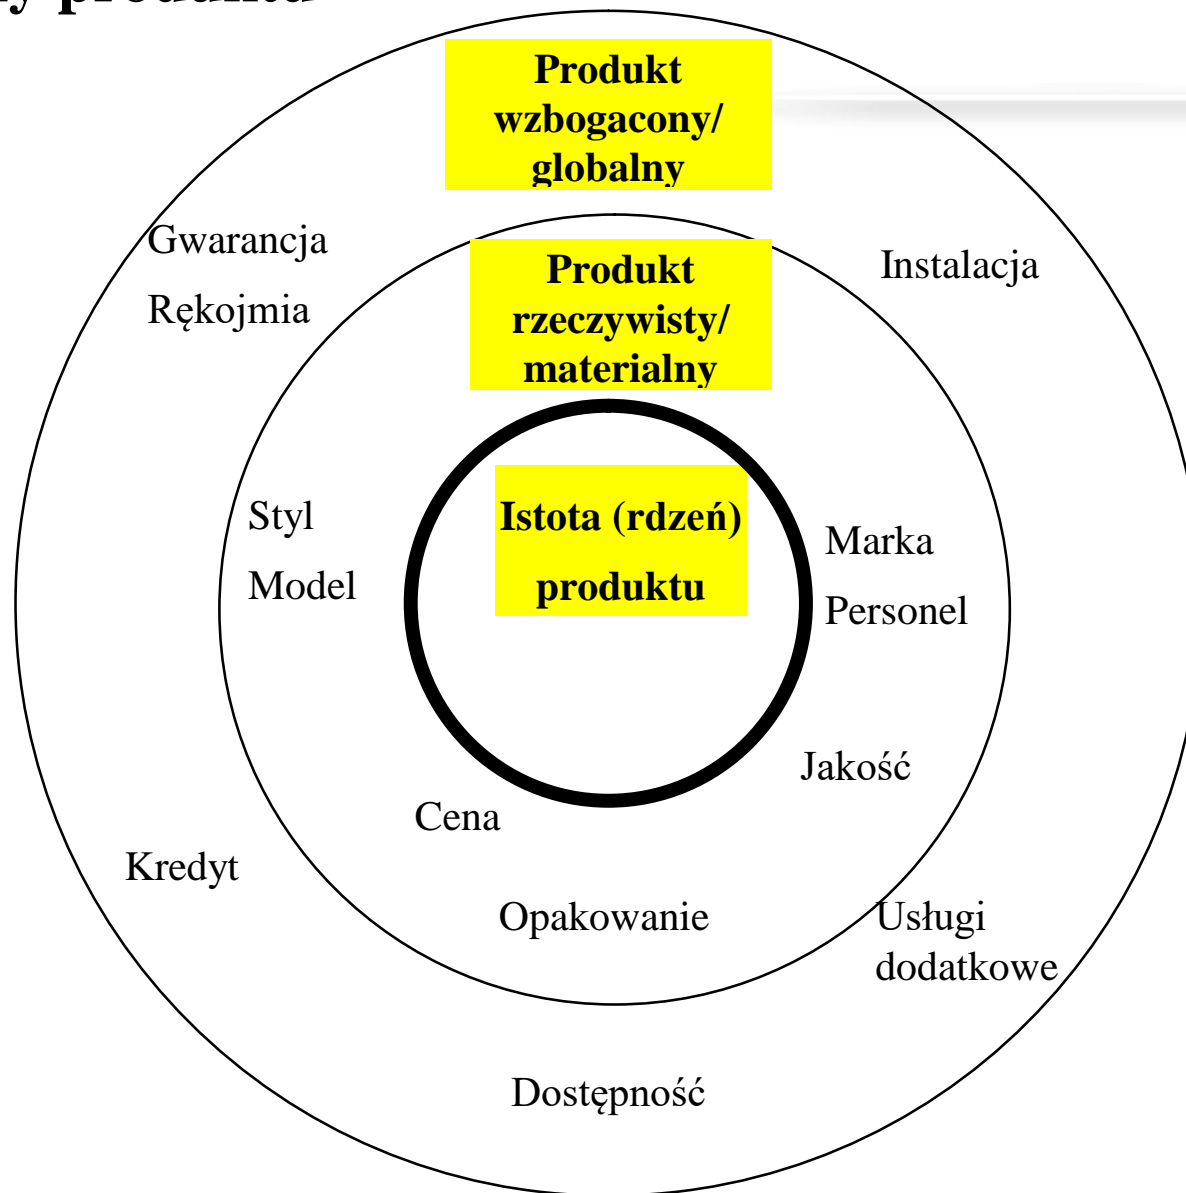 produktu
Produkt
wzbogacony/
globalny
Gwarancja
Rękojmia
Instalacja
Produkt
rzeczywisty/
materialny
Styl
Model
Istota (rdzeń)
produktu
Marka
Personel
Jakość
Cena
Kredyt
Opakowanie
Usługi
dodatkowe
Dostępność